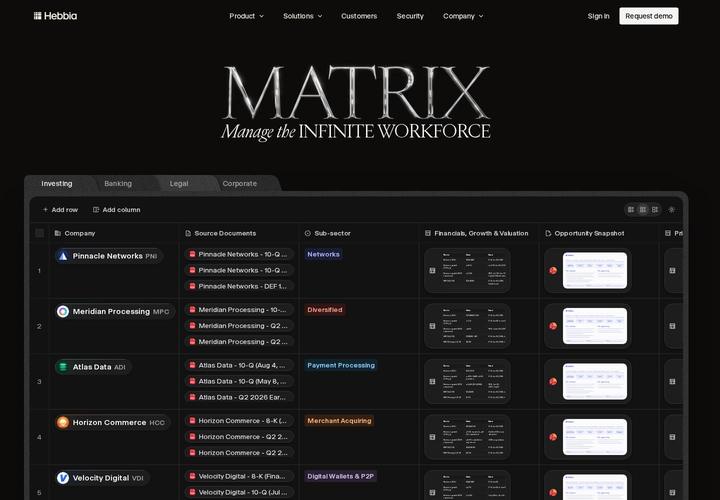 Hebbia
Product
Solutions
Customers
Security
Company
Sign in
Request demo
MATRIX
Manage the INFINITE WORKFORCE
Investing
Banking
Legal
Corporate
Add row
Add column
Company
Source Documents
Sub-sector
Financials, Growth & Valuation
Opportunity Snapshot
1
Pinnacle Networks PNI
Pinnacle Networks - 10-Q ...
Pinnacle Networks - 10-Q ...
Pinnacle Networks - DEF 1...
Networks
2
Meridian Processing MPC
Meridian Processing - 10-...
Meridian Processing - Q2 ...
Meridian Processing - Q2 ...
Diversified
3
Atlas Data ADI
Atlas Data - 10-Q (Aug 4, ...
Atlas Data - 10-Q (May 8, ...
Atlas Data - Q2 2026 Ear...
Payment Processing
4
Horizon Commerce HCC
Horizon Commerce - 8-K (...
Horizon Commerce - Q2 2...
Horizon Commerce - Q2 2...
Merchant Acquiring
5
Velocity Digital VDI
Velocity Digital - 8-K (Fina...
Velocity Digital - 10-Q (Jul ...
Digital Wallets & P2P